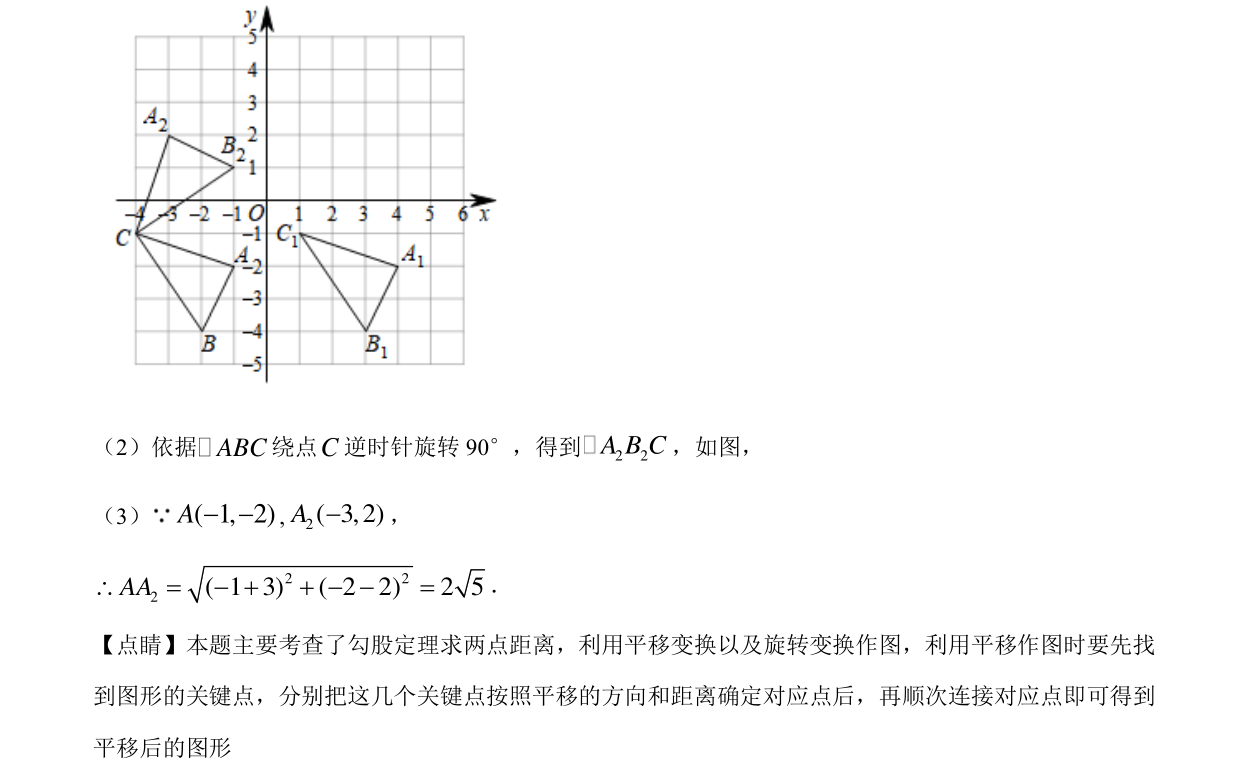 y
5
4
3
2
1
A₂
B₂
-4 -3 -2 -1 O 1 2 3 4 5 6 x
C
-1
C₁
A
-2
A₁
-3
-4
B
B₁
-5
（2）依据□ABC绕点C逆时针旋转90°，得到□A₂B₂C，如图，
（3）∵A(−1,−2), A₂(−3,2)，
∴AA₂ = √((−1+3)² + (−2−2)²) = 2√5.
【点睛】本题主要考查了勾股定理求两点距离，利用平移变换以及旋转变换作图，利用平移作图时要先找
到图形的关键点，分别把这几个关键点按照平移的方向和距离确定对应点后，再顺次连接对应点即可得到
平移后的图形